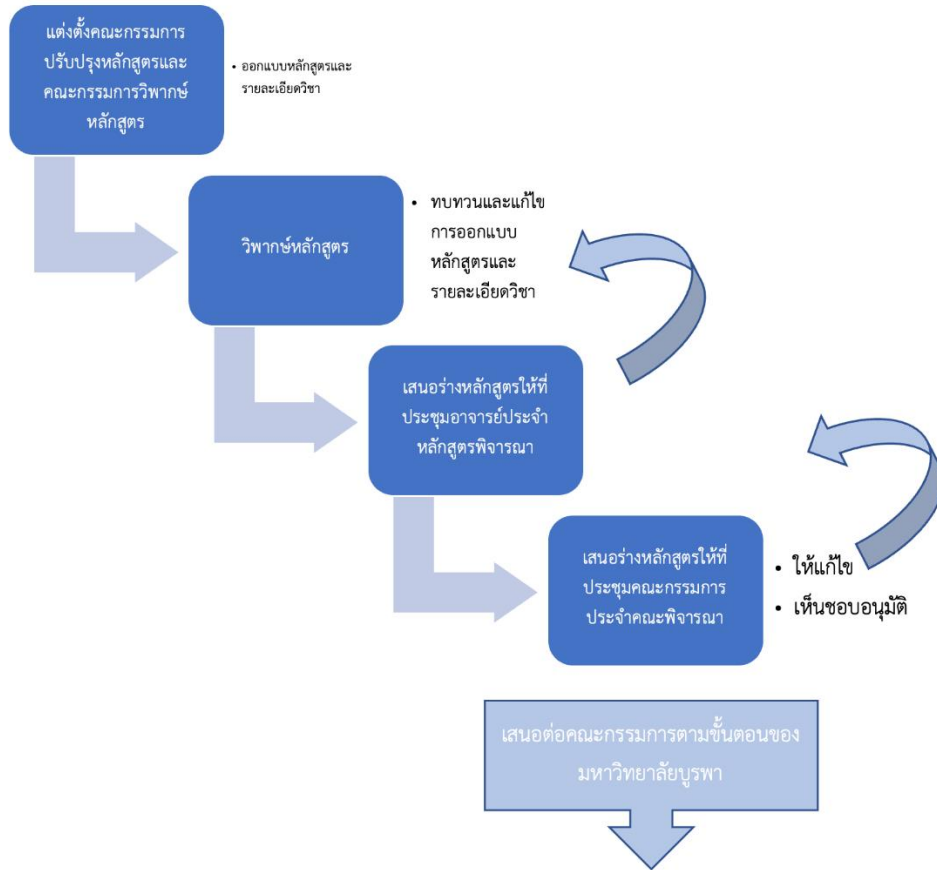 แต่งตั้งคณะกรรมการ
ปรับปรุงหลักสูตรและ
คณะกรรมการวิพากษ์
หลักสูตร
• ออกแบบหลักสูตรและ
รายละเอียดวิชา
วิพากษ์หลักสูตร
• ทบทวนและแก้ไข
การออกแบบ
หลักสูตรและ
รายละเอียดวิชา
เสนอร่างหลักสูตรให้ที่
ประชุมอาจารย์ประจำ
หลักสูตรพิจารณา
เสนอร่างหลักสูตรให้ที่
ประชุมคณะกรรมการ
ประจำคณะพิจารณา
• ให้แก้ไข
• เห็นชอบอนุมัติ
เสนอต่อคณะกรรมการตามขั้นตอนของ
มหาวิทยาลัยบูรพา